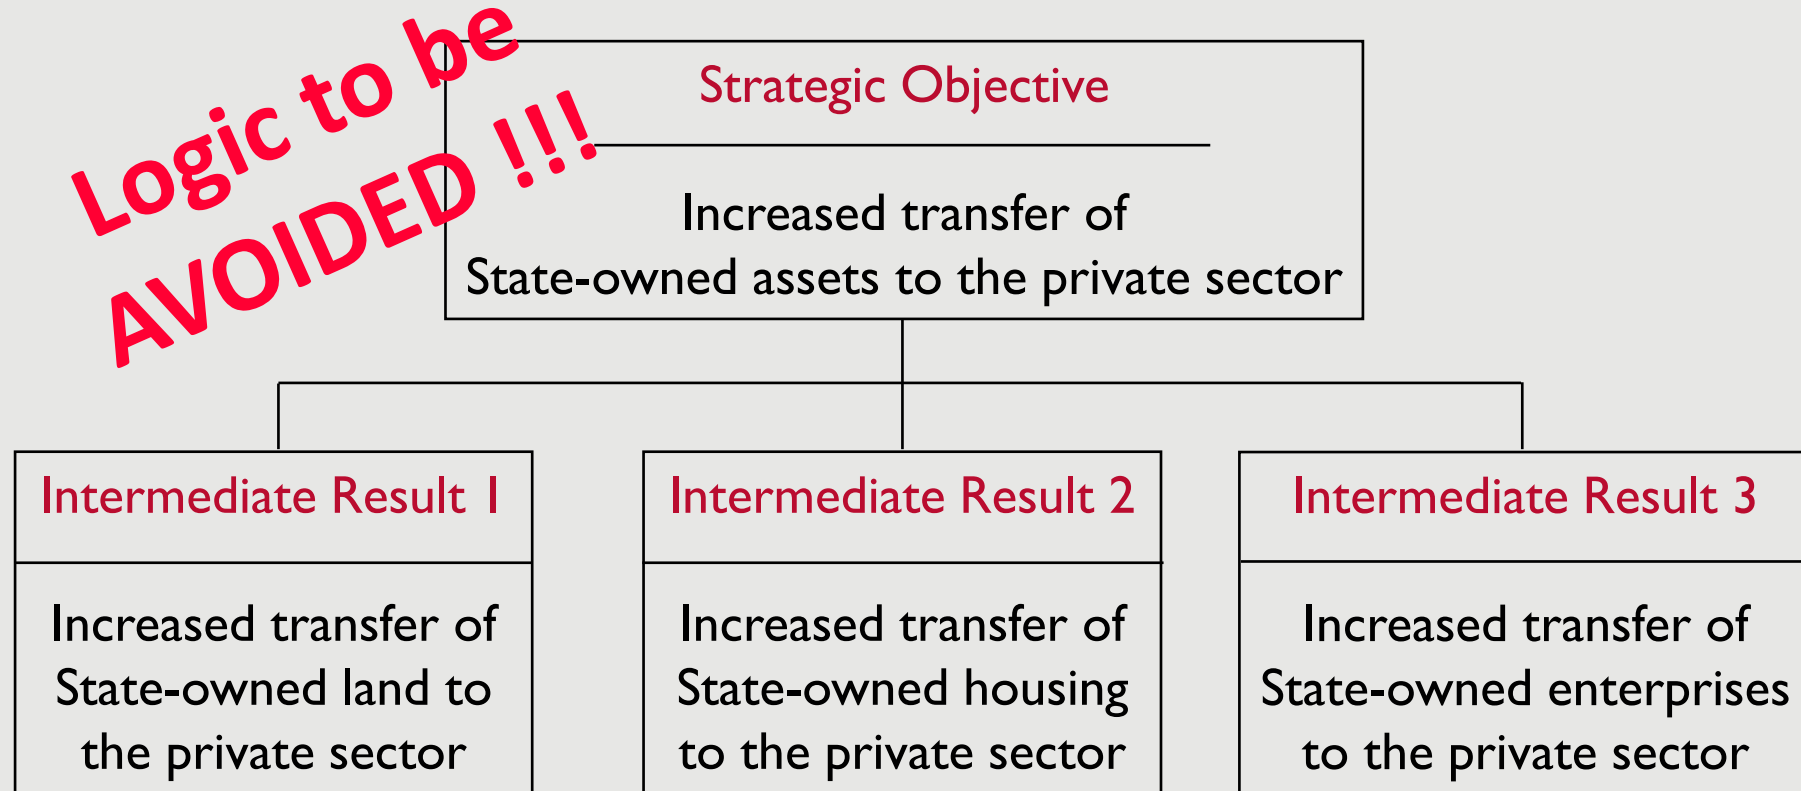 Logic to be
AVOIDED !!!
Strategic Objective
Increased transfer of
State-owned assets to the private sector
Intermediate Result 1
Increased transfer of
State-owned land to
the private sector
Intermediate Result 2
Increased transfer of
State-owned housing
to the private sector
Intermediate Result 3
Increased transfer of
State-owned enterprises
to the private sector